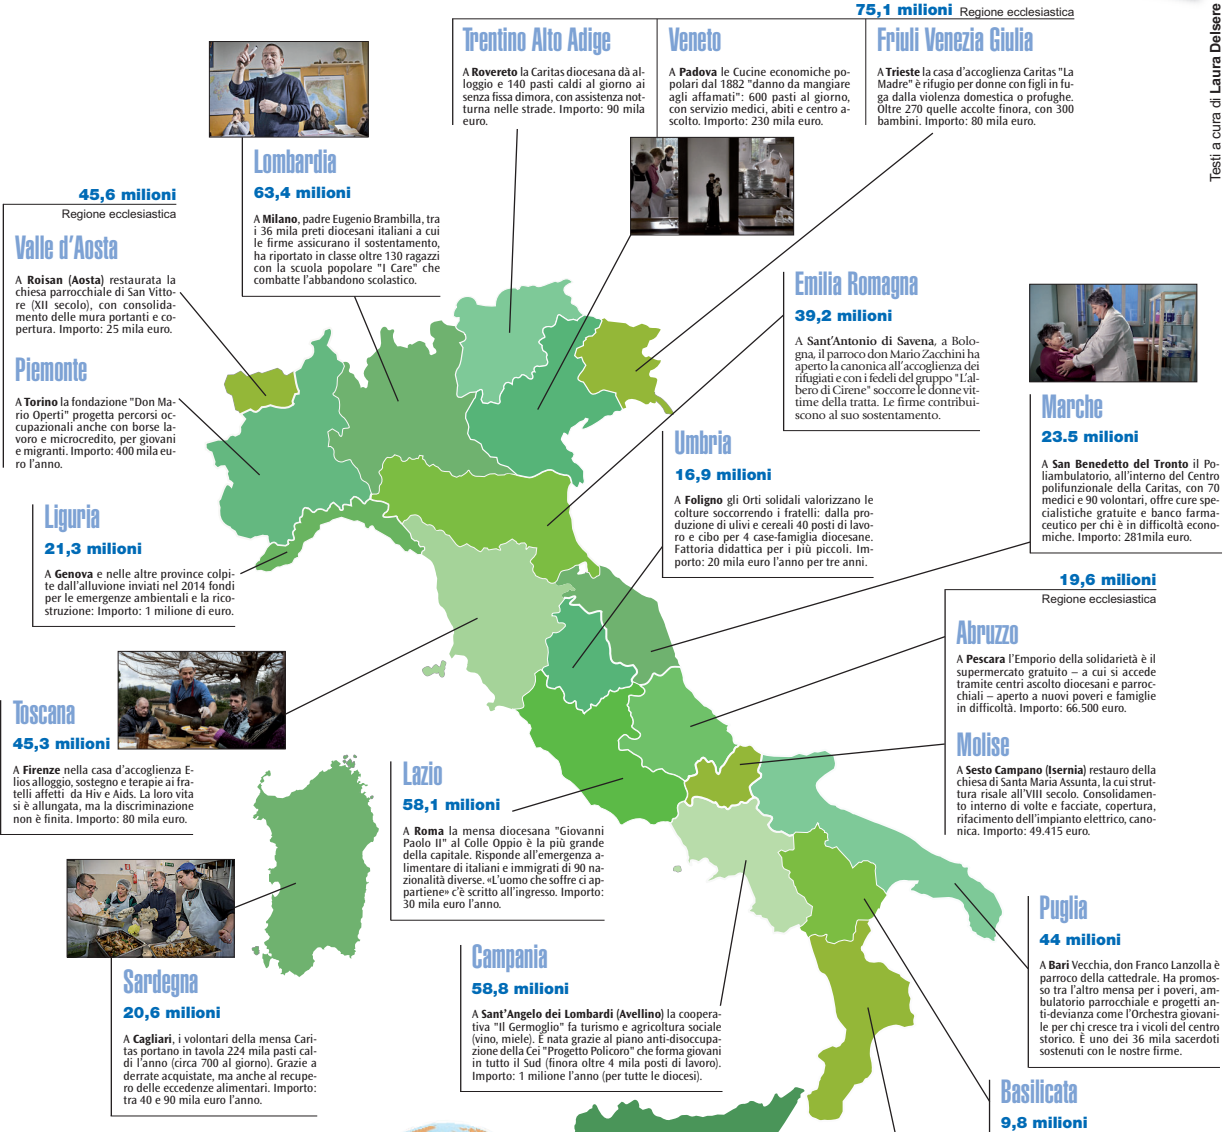 75,1 milioni Regione ecclesiastica
Testi a cura di Laura Delsere
Trentino Alto Adige
A Rovereto la Caritas diocesana dà al-
loggio e 140 pasti caldi al giorno ai
senza fissa dimora, con assistenza not-
turna nelle strade. Importo: 90 mila
euro.
Veneto
A Padova le Cucine economiche po-
polari dal 1882 "danno da mangiare
agli affamati": 600 pasti al giorno,
con servizio medici, abiti e centro a-
scolto. Importo: 230 mila euro.
Friuli Venezia Giulia
A Trieste la casa d'accoglienza Caritas "La
Madre" è rifugio per donne con figli in fu-
ga dalla violenza domestica o profughe.
Oltre 270 quelle accolte finora, con 300
bambini. Importo: 80 mila euro.
Lombardia
63,4 milioni
A Milano, padre Eugenio Brambilla, tra
i 36 mila preti diocesani italiani a cui
le firme assicurano il sostentamento,
ha riportato in classe oltre 130 ragazzi
con la scuola popolare "I Care" che
combatte l'abbandono scolastico.
45,6 milioni
Regione ecclesiastica
Valle d'Aosta
A Roisan (Aosta) restaurata la
chiesa parrocchiale di San Vitto-
re (XII secolo), con consolida-
mento delle mura portanti e co-
pertura. Importo: 25 mila euro.
Piemonte
A Torino la fondazione "Don Ma-
rio Operti" progetta percorsi oc-
cupazionali anche con borse la-
voro e microcredito, per giovani
e migranti. Importo: 400 mila eu-
ro l'anno.
Emilia Romagna
39,2 milioni
A Sant'Antonio di Savena, a Bolo-
gna, il parroco don Mario Zacchini ha
aperto la canonica all'accoglienza dei
rifugiati e con i fedeli del gruppo "L'al-
bero di Cirene" soccorre le donne vit-
time della tratta. Le firme contribui-
scono al suo sostentamento.
Marche
23.5 milioni
A San Benedetto del Tronto il Po-
liambulatorio, all'interno del Centro
polifunzionale della Caritas, con 70
medici e 90 volontari, offre cure spe-
cialistiche gratuite e banco farma-
ceutico per chi è in difficoltà econo-
miche. Importo: 281mila euro.
Umbria
16,9 milioni
A Foligno gli Orti solidali valorizzano le
colture soccorrendo i fratelli: dalla pro-
duzione di ulivi e cereali 40 posti di lavo-
ro e cibo per 4 case-famiglia diocesane.
Fattoria didattica per i più piccoli. Im-
porto: 20 mila euro l'anno per tre anni.
Liguria
21,3 milioni
A Genova e nelle altre province colpi-
te dall'alluvione inviati nel 2014 fondi
per le emergenze ambientali e la rico-
struzione: Importo: 1 milione di euro.
19,6 milioni
Regione ecclesiastica
Abruzzo
A Pescara l'Emporio della solidarietà è il
supermercato gratuito – a cui si accede
tramite centri ascolto diocesani e parroc-
chiali – aperto a nuovi poveri e famiglie
in difficoltà. Importo: 66.500 euro.
Molise
A Sesto Campano (Isernia) restauro della
chiesa di Santa Maria Assunta, la cui strut-
tura risale all'VIII secolo. Consolidamen-
to interno di volte e facciate, copertura,
rifacimento dell'impianto elettrico, cano-
nica. Importo: 49.415 euro.
Toscana
45,3 milioni
A Firenze nella casa d'accoglienza E-
lios alloggio, sostegno e terapie ai fra-
telli affetti da Hiv e Aids. La loro vita
si è allungata, ma la discriminazione
non è finita. Importo: 80 mila euro.
Lazio
58,1 milioni
A Roma la mensa diocesana "Giovanni
Paolo II" al Colle Oppio è la più grande
della capitale. Risponde all'emergenza a-
limentare di italiani e immigrati di 90 na-
zionalità diverse. «L'uomo che soffre ci ap-
partiene» c'è scritto all'ingresso. Importo:
30 mila euro l'anno.
Puglia
44 milioni
A Bari Vecchia, don Franco Lanzolla è
parroco della cattedrale. Ha promos-
so tra l'altro mensa per i poveri, am-
bulatorio parrocchiale e progetti an-
ti-devianza come l'Orchestra giovani-
le per chi cresce tra i vicoli del centro
storico. È uno dei 36 mila sacerdoti
sostenuti con le nostre firme.
Campania
58,8 milioni
A Sant'Angelo dei Lombardi (Avellino) la coopera-
tiva "Il Germoglio" fa turismo e agricoltura sociale
(vino, miele). È nata grazie al piano anti-disoccupa-
zione della Cei "Progetto Policoro" che forma giovani
in tutto il Sud (finora oltre 4 mila posti di lavoro).
Importo: 1 milione l'anno (per tutte le diocesi).
Sardegna
20,6 milioni
A Cagliari, i volontari della mensa Cari-
tas portano in tavola 224 mila pasti cal-
di l'anno (circa 700 al giorno). Grazie a
derrate acquistate, ma anche al recupe-
ro delle eccedenze alimentari. Importo:
tra 40 e 90 mila euro l'anno.
Basilicata
9,8 milioni